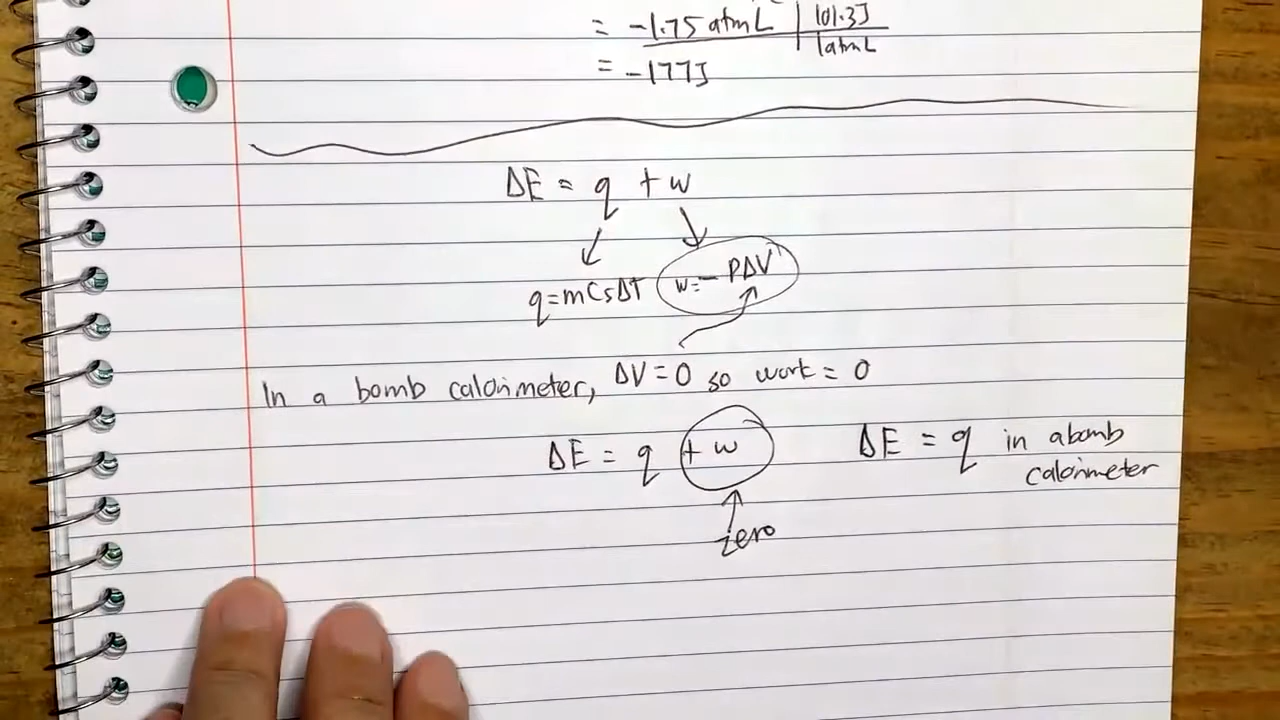 = -1.75 atmL | 101.3J
1atmL
= -177J
ΔE = q + w
q=mCsΔT w=- PΔV
In a bomb calorimeter, ΔV=0 so work = 0
ΔE = q + w ΔE = q in a bomb
calorimeter
zero